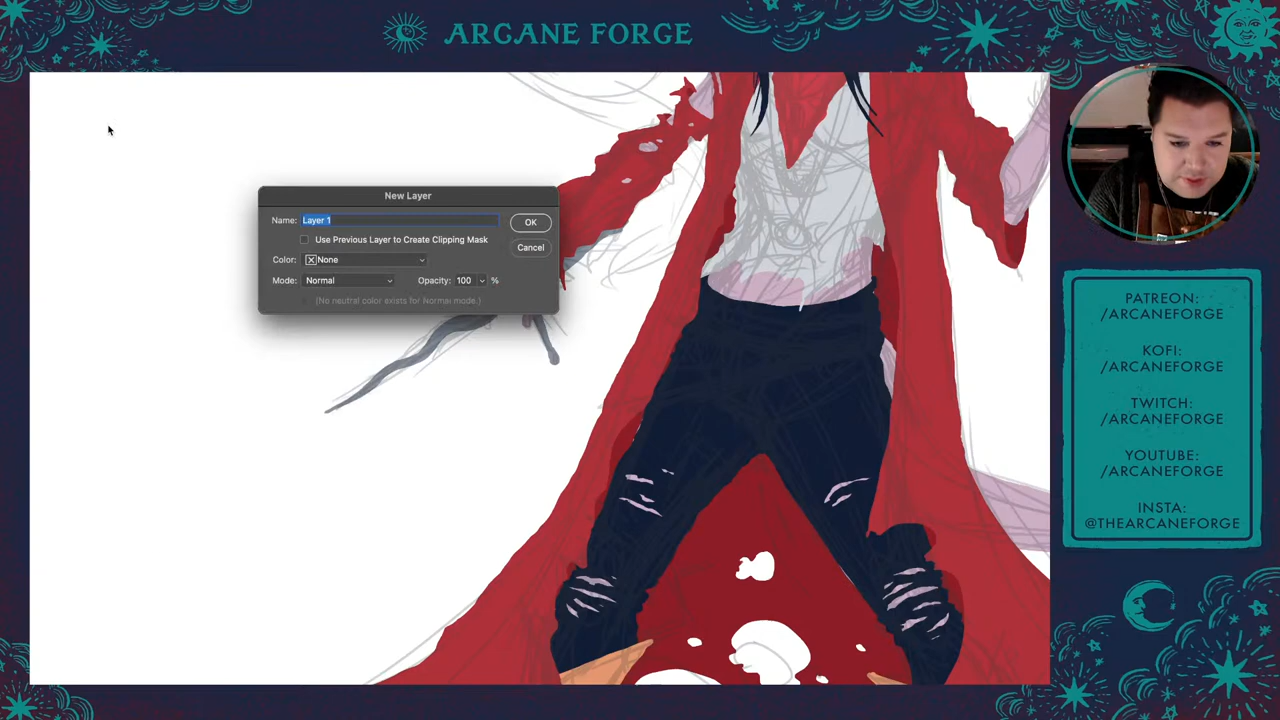 ARCANE FORGE
New Layer
Name: Layer 1
OK
Use Previous Layer to Create Clipping Mask
Cancel
Color: None
Mode: Normal
Opacity: 100 %
(No neutral color exists for Normal mode.)
PATREON:
/ARCANEFORGE
KOFI:
/ARCANEFORGE
TWITCH:
/ARCANEFORGE
YOUTUBE:
/ARCANEFORGE
INSTA:
@THEARCANEFORGE